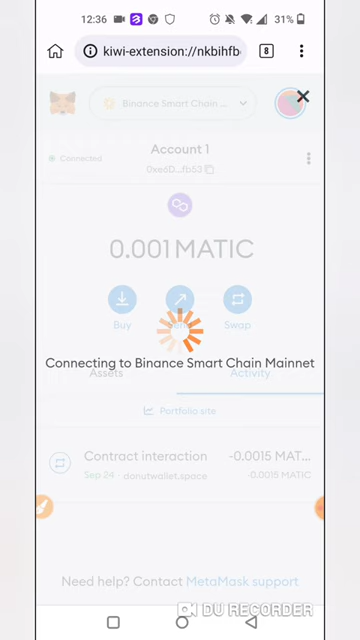 12:36
31%
kiwi-extension://nkbihfb
8
Binance Smart Chain ...
Account 1
Connected
0xe6D...fb53
0.001 MATIC
Buy
Send
Swap
Connecting to Binance Smart Chain Mainnet
Assets
Activity
Portfolio site
Contract interaction
-0.0015 MAT...
Sep 24
donutwallet.space
-0.0015 MATIC
Need help? Contact MetaMask support
DU RECORDER